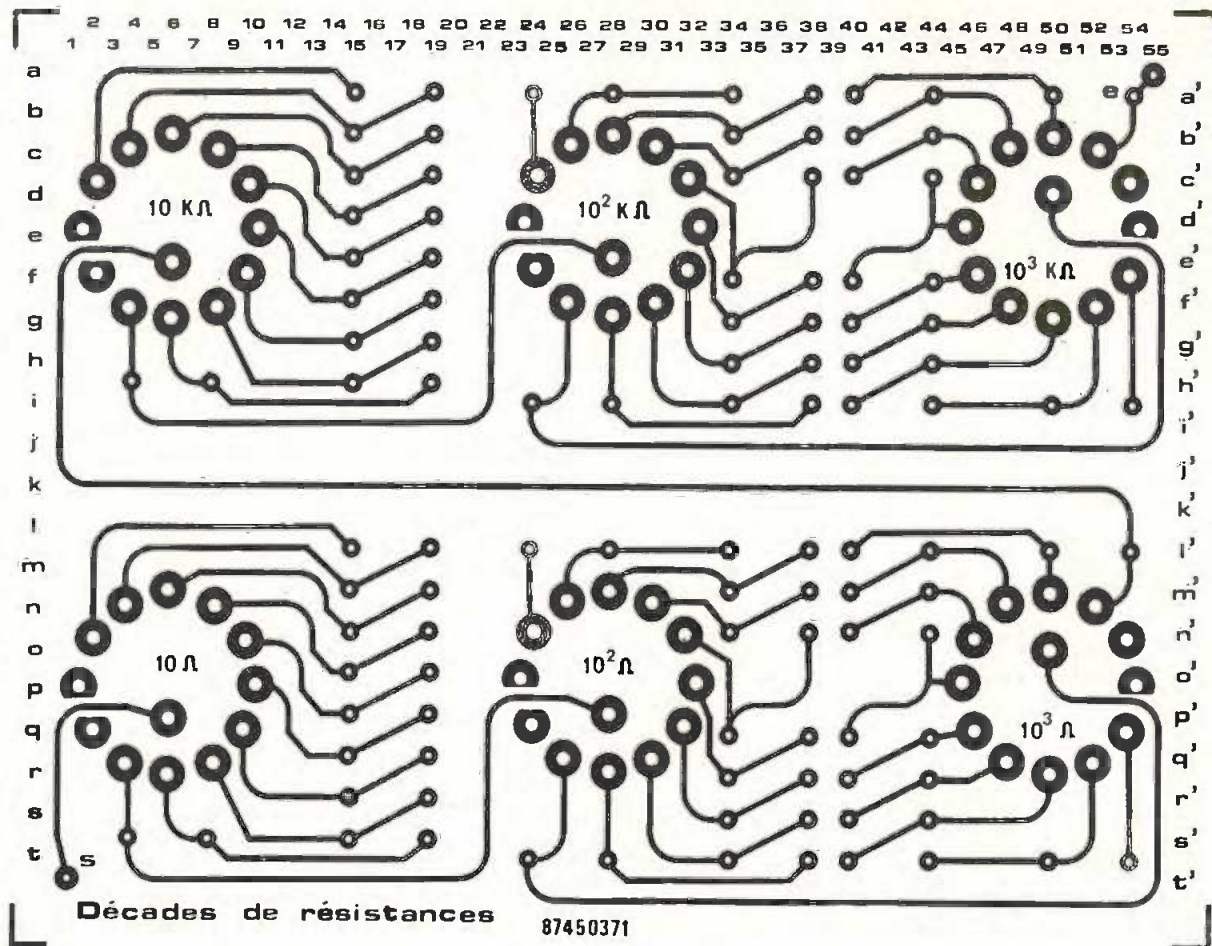 2 4 6 8 10 12 14 16 18 20 22 24 26 28 30 32 34 36 38 40 42 44 46 48 50 52 54
1 3 5 7 9 11 13 15 17 19 21 23 25 27 29 31 33 35 37 39 41 43 45 47 49 51 53 55
a e a'
b b'
c c'
d 10 KΩ 10² KΩ d'
e e'
f 10³ KΩ f'
g g'
h h'
i i'
j j'
k k'
l l'
m m'
n n'
o 10 Ω 10² Ω o'
p p'
q 10³ Ω q'
r r'
s s'
t s t'
Décades de résistances 87450371